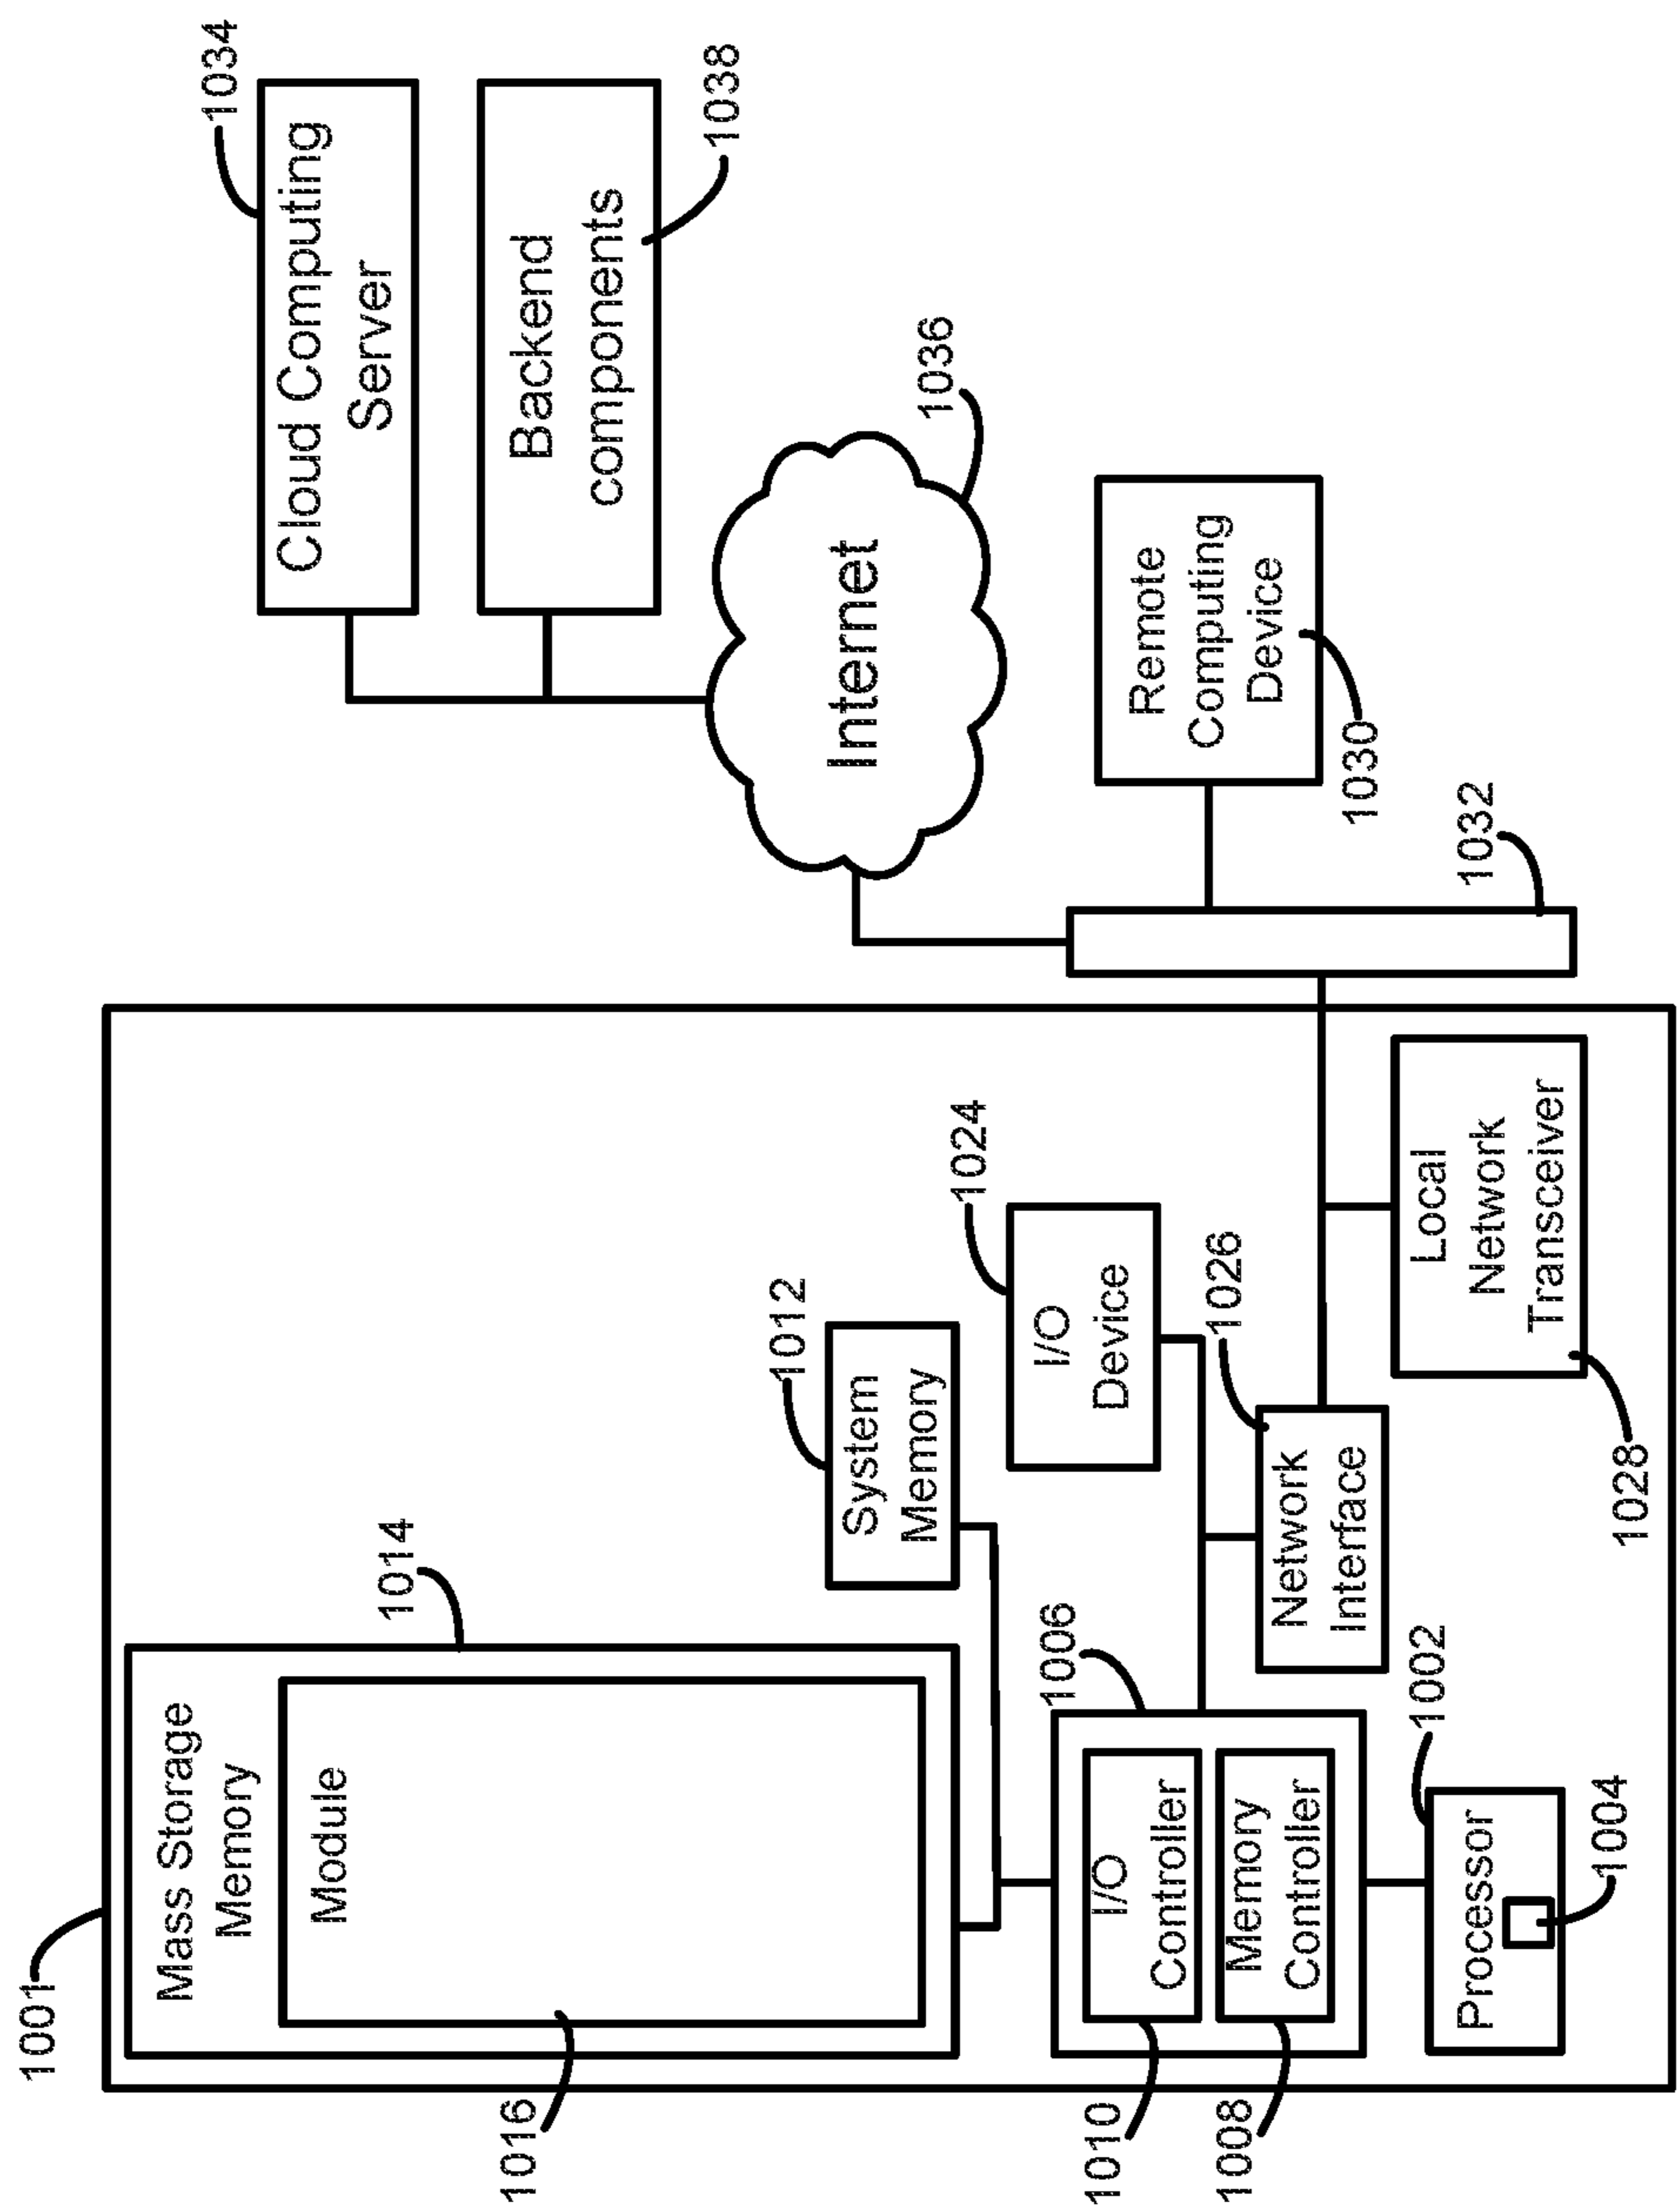 1001
Mass Storage
Memory
Module
1014
1016
System
Memory
1012
I/O
Device
1024
1006
I/O
Controller
1010
Memory
Controller
1008
Network
Interface
1026
Processor
1002
1004
Local
Network
Transceiver
1028
1032
Remote
Computing
Device
1030
Internet
1036
Cloud Computing
Server
1034
Backend
components
1038